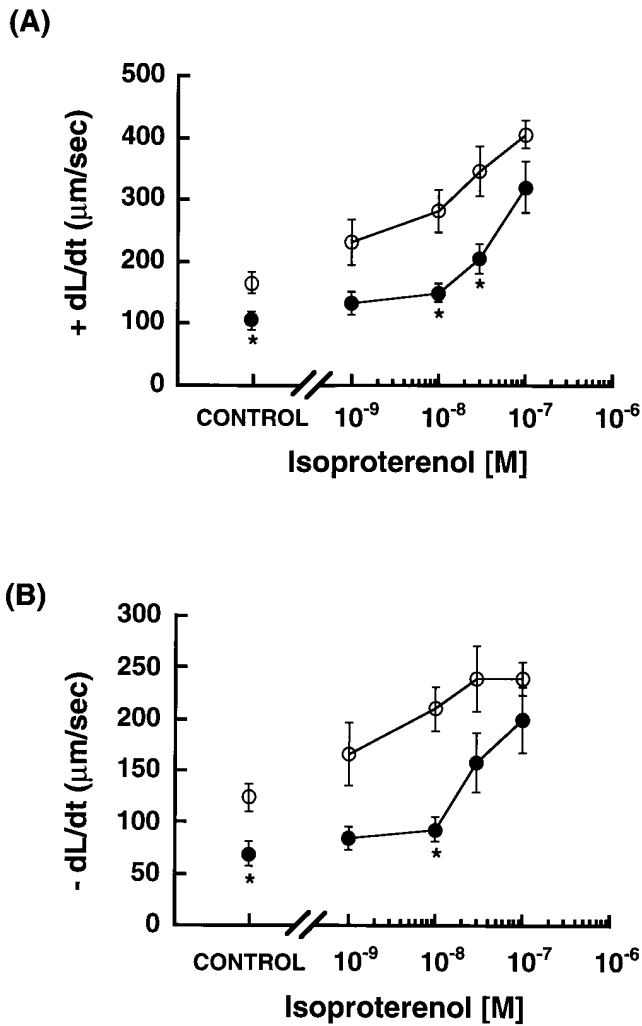 (A)
+ dL/dt (μm/sec)
500
400
300
200
100
0
*
*
*
CONTROL 10⁻⁹ 10⁻⁸ 10⁻⁷ 10⁻⁶
Isoproterenol [M]
(B)
- dL/dt (μm/sec)
300
250
200
150
100
50
0
*
*
CONTROL 10⁻⁹ 10⁻⁸ 10⁻⁷ 10⁻⁶
Isoproterenol [M]